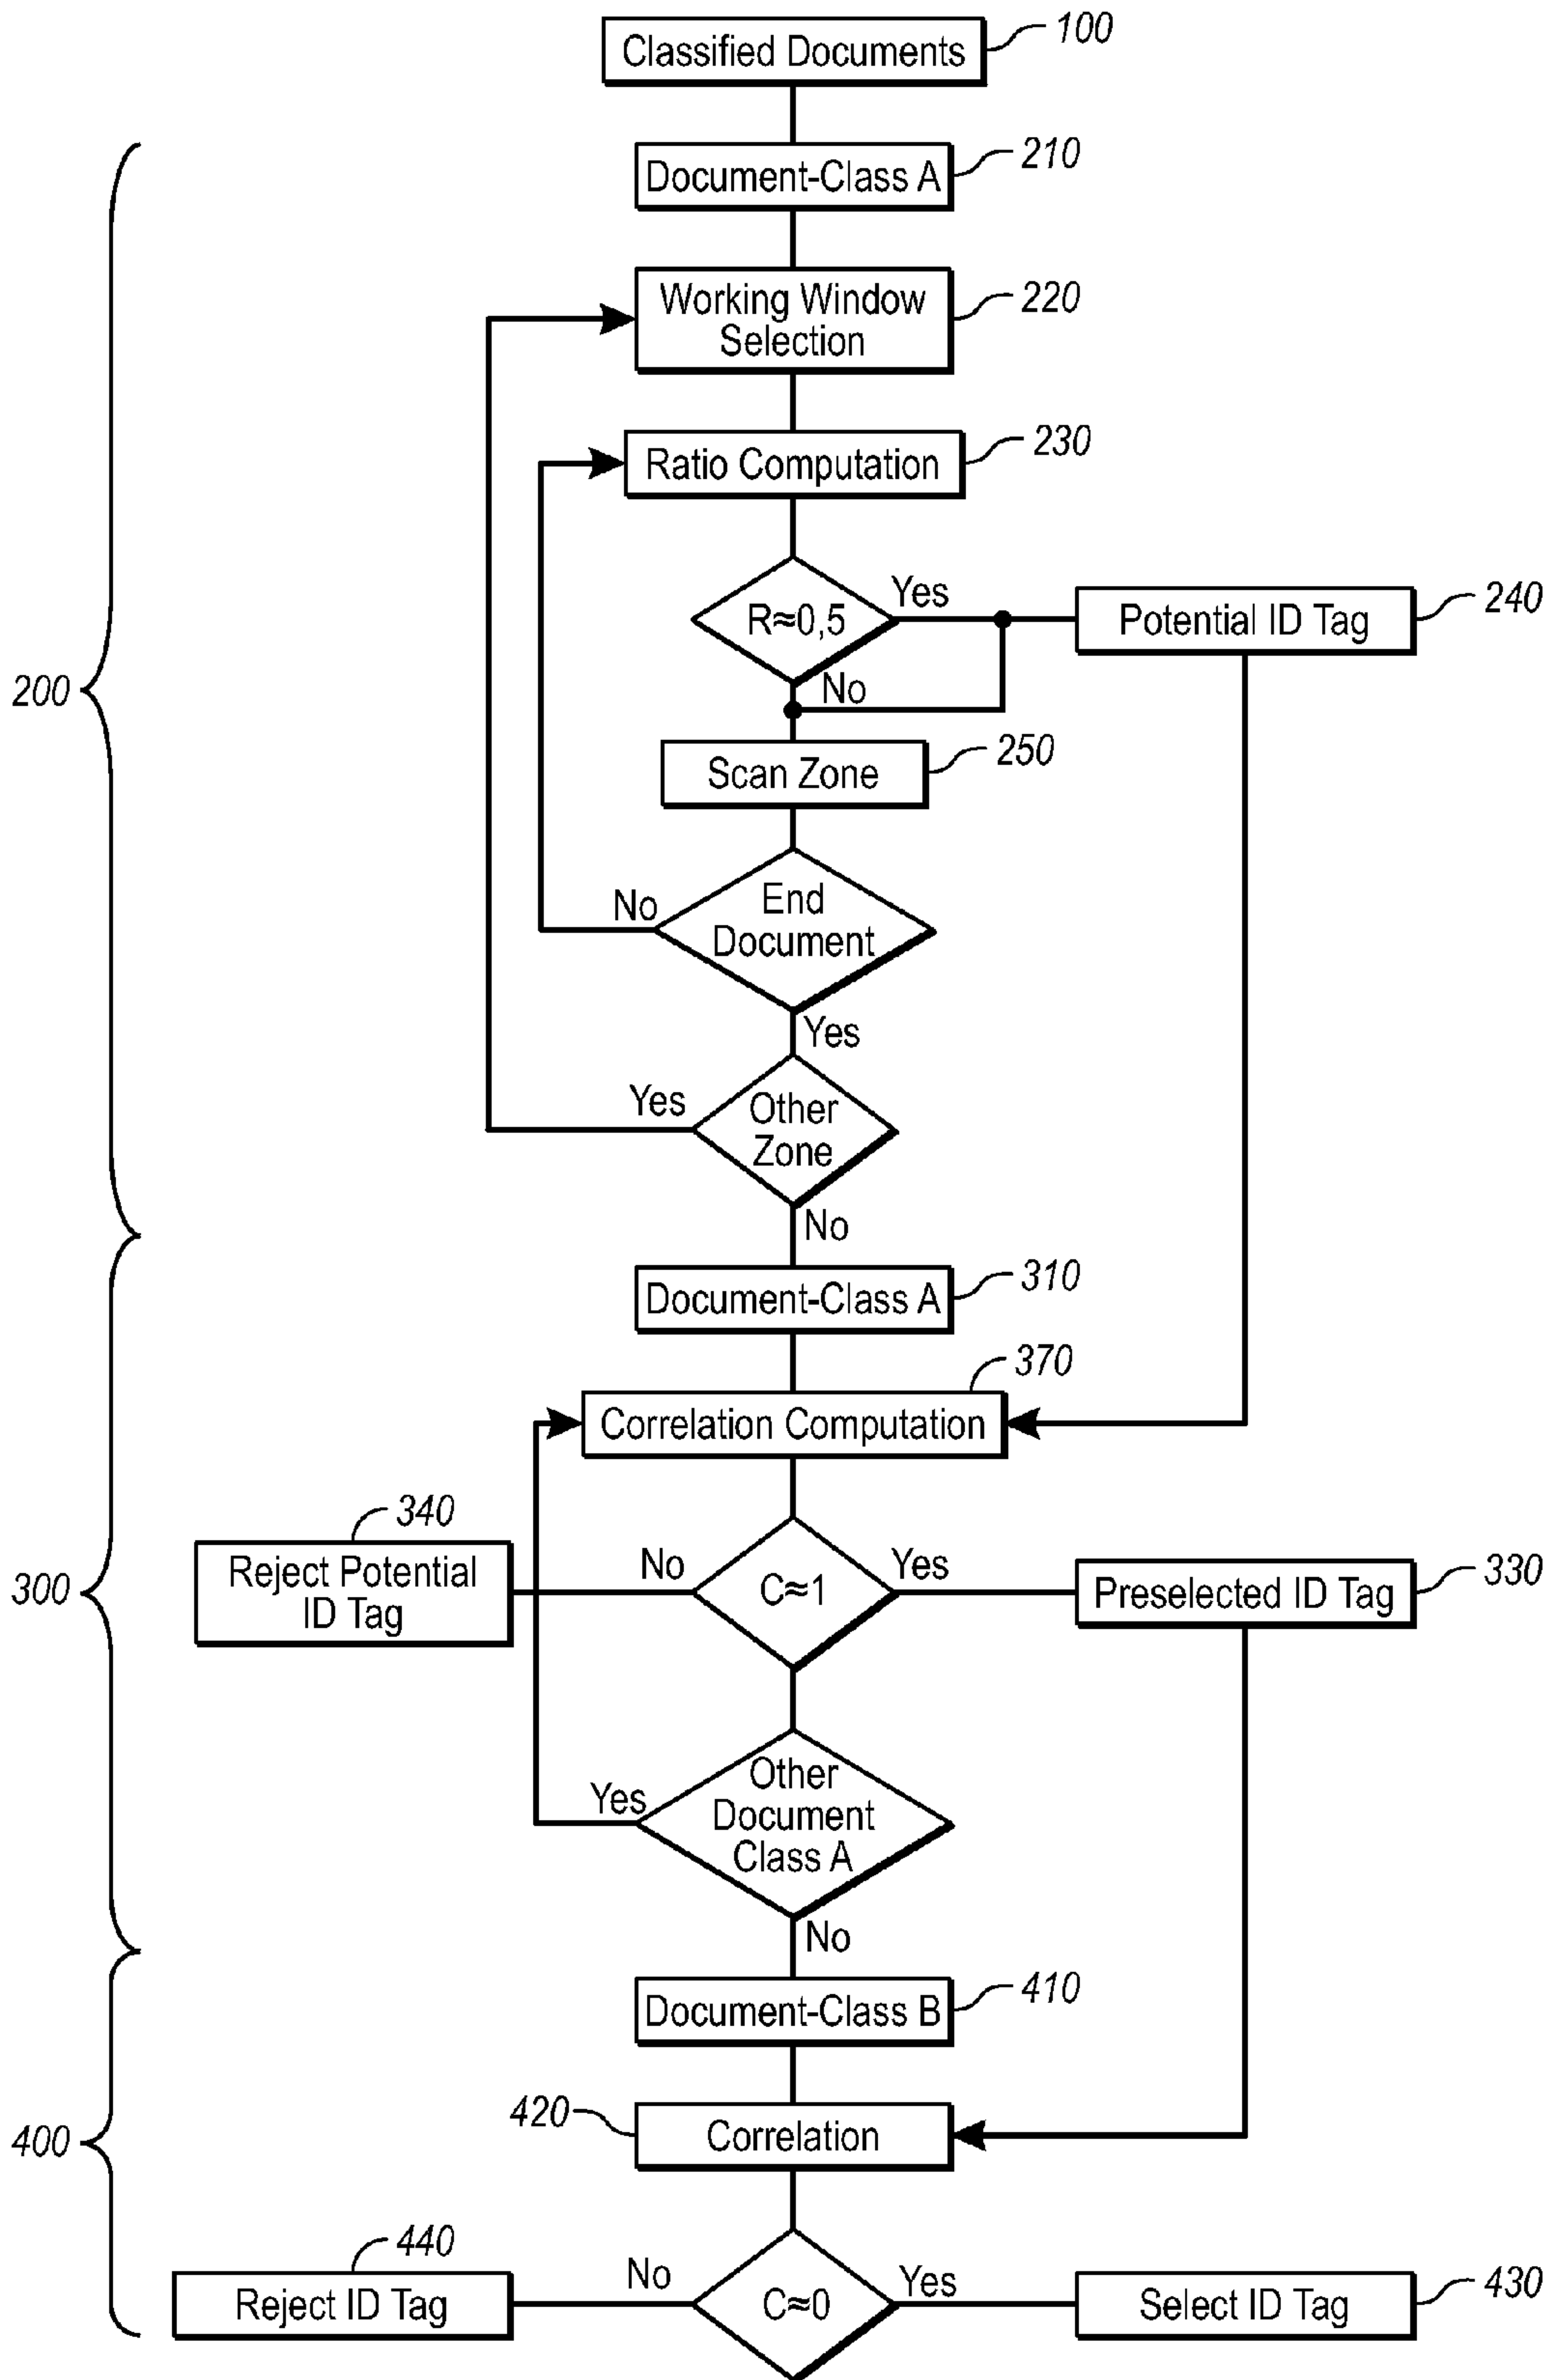 Classified Documents
100
Document-Class A
210
Working Window
Selection
220
Ratio Computation
230
R≈0,5
Yes
No
Potential ID Tag
240
200
Scan Zone
250
End
Document
No
Yes
Other
Zone
Yes
No
Document-Class A
310
Correlation Computation
370
340
Reject Potential
ID Tag
No
C≈1
Yes
Preselected ID Tag
330
300
Other
Document
Class A
Yes
No
Document-Class B
410
420
Correlation
400
440
Reject ID Tag
No
C≈0
Yes
Select ID Tag
430